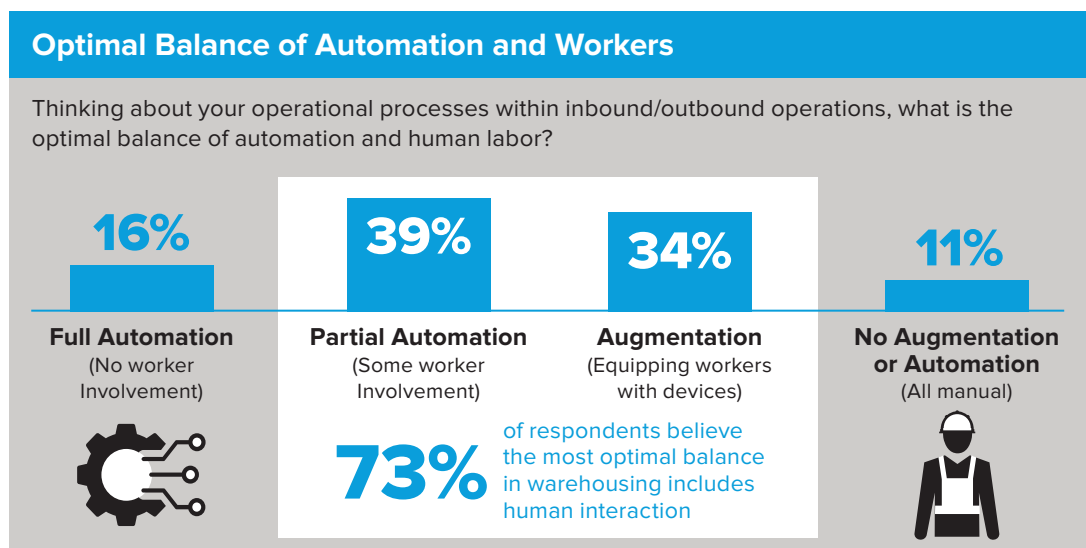 Optimal Balance of Automation and Workers
Thinking about your operational processes within inbound/outbound operations, what is the
optimal balance of automation and human labor?
16%
39%
34%
11%
Full Automation
(No worker
Involvement)
Partial Automation
(Some worker
Involvement)
Augmentation
(Equipping workers
with devices)
No Augmentation
or Automation
(All manual)
73%
of respondents believe
the most optimal balance
in warehousing includes
human interaction